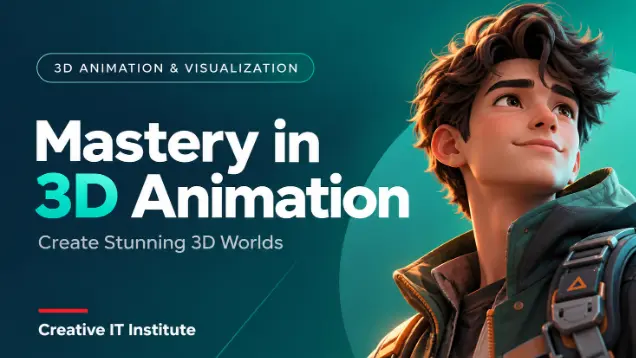 3D ANIMATION & VISUALIZATION
Mastery in
3D Animation
Create Stunning 3D Worlds
Creative IT Institute